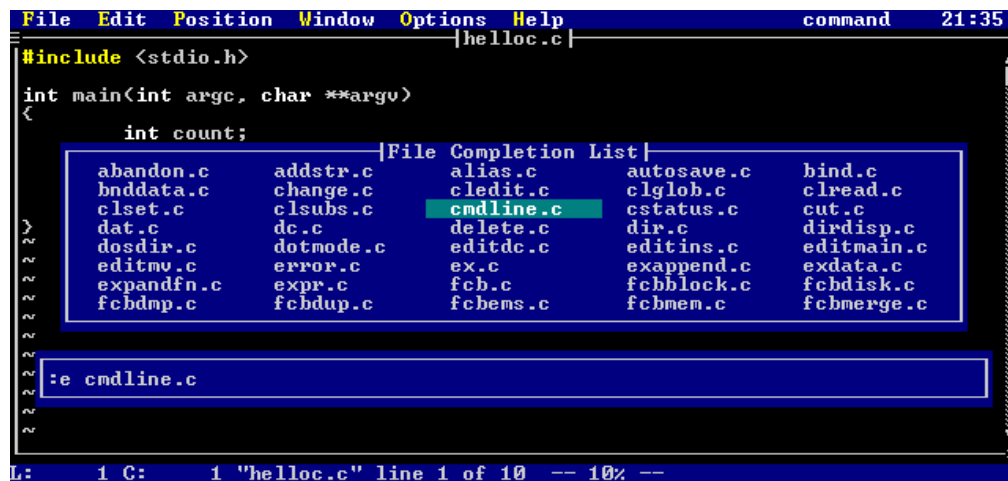 File Edit Position Window Options Help command 21:35
helloc.c
#include <stdio.h>
int main(int argc, char **argv)
{
int count;
File Completion List
abandon.c addstr.c alias.c autosave.c bind.c
bnddata.c change.c cledit.c clglob.c clread.c
clset.c clsubs.c cmdline.c cstatus.c cut.c
} dat.c dc.c delete.c dir.c dirdisp.c
~ dosdir.c dotmode.c editdc.c editins.c editmain.c
~ editmv.c error.c ex.c exappend.c exdata.c
~ expandfn.c expr.c fcb.c fcbblock.c fcbdisk.c
~ fcbdmp.c fcbdup.c fcbems.c fcbmem.c fcbmerge.c
~
~
~
~ :e cmdline.c
~
~
~
L: 1 C: 1 "helloc.c" line 1 of 10 -- 10% --